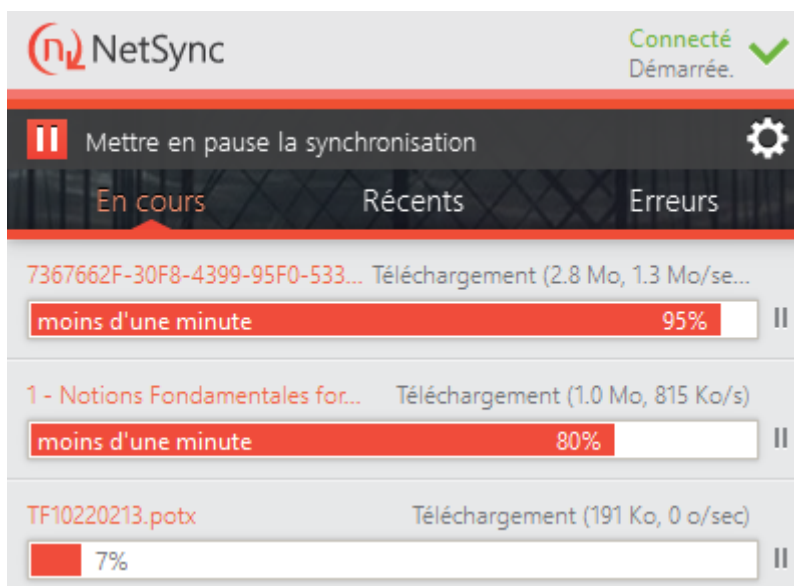 NetSync
Connecté
Démarrée.
Mettre en pause la synchronisation
En cours Récents Erreurs
7367662F-30F8-4399-95F0-533... Téléchargement (2.8 Mo, 1.3 Mo/se...
moins d'une minute 95%
1 - Notions Fondamentales for... Téléchargement (1.0 Mo, 815 Ko/s)
moins d'une minute 80%
TF10220213.potx Téléchargement (191 Ko, 0 o/sec)
7%